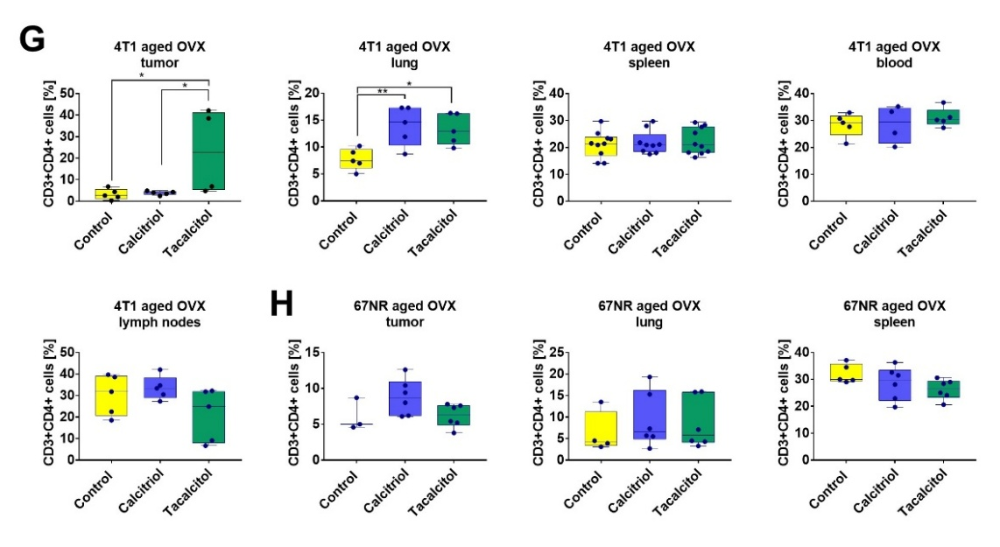 G
4T1 aged OVX
tumor
CD3+CD4+ cells [%]
50
40
30
20
10
0
*
*
Control
Calcitriol
Tacalcitol
4T1 aged OVX
lung
CD3+CD4+ cells [%]
20
15
10
5
0
**
*
Control
Calcitriol
Tacalcitol
4T1 aged OVX
spleen
CD3+CD4+ cells [%]
40
30
20
10
0
Control
Calcitriol
Tacalcitol
4T1 aged OVX
blood
CD3+CD4+ cells [%]
40
30
20
10
0
Control
Calcitriol
Tacalcitol
4T1 aged OVX
lymph nodes
CD3+CD4+ cells [%]
50
40
30
20
10
0
Control
Calcitriol
Tacalcitol
H
67NR aged OVX
tumor
CD3+CD4+ cells [%]
15
10
5
0
Control
Calcitriol
Tacalcitol
67NR aged OVX
lung
CD3+CD4+ cells [%]
25
20
15
10
5
0
Control
Calcitriol
Tacalcitol
67NR aged OVX
spleen
CD3+CD4+ cells [%]
40
30
20
10
0
Control
Calcitriol
Tacalcitol